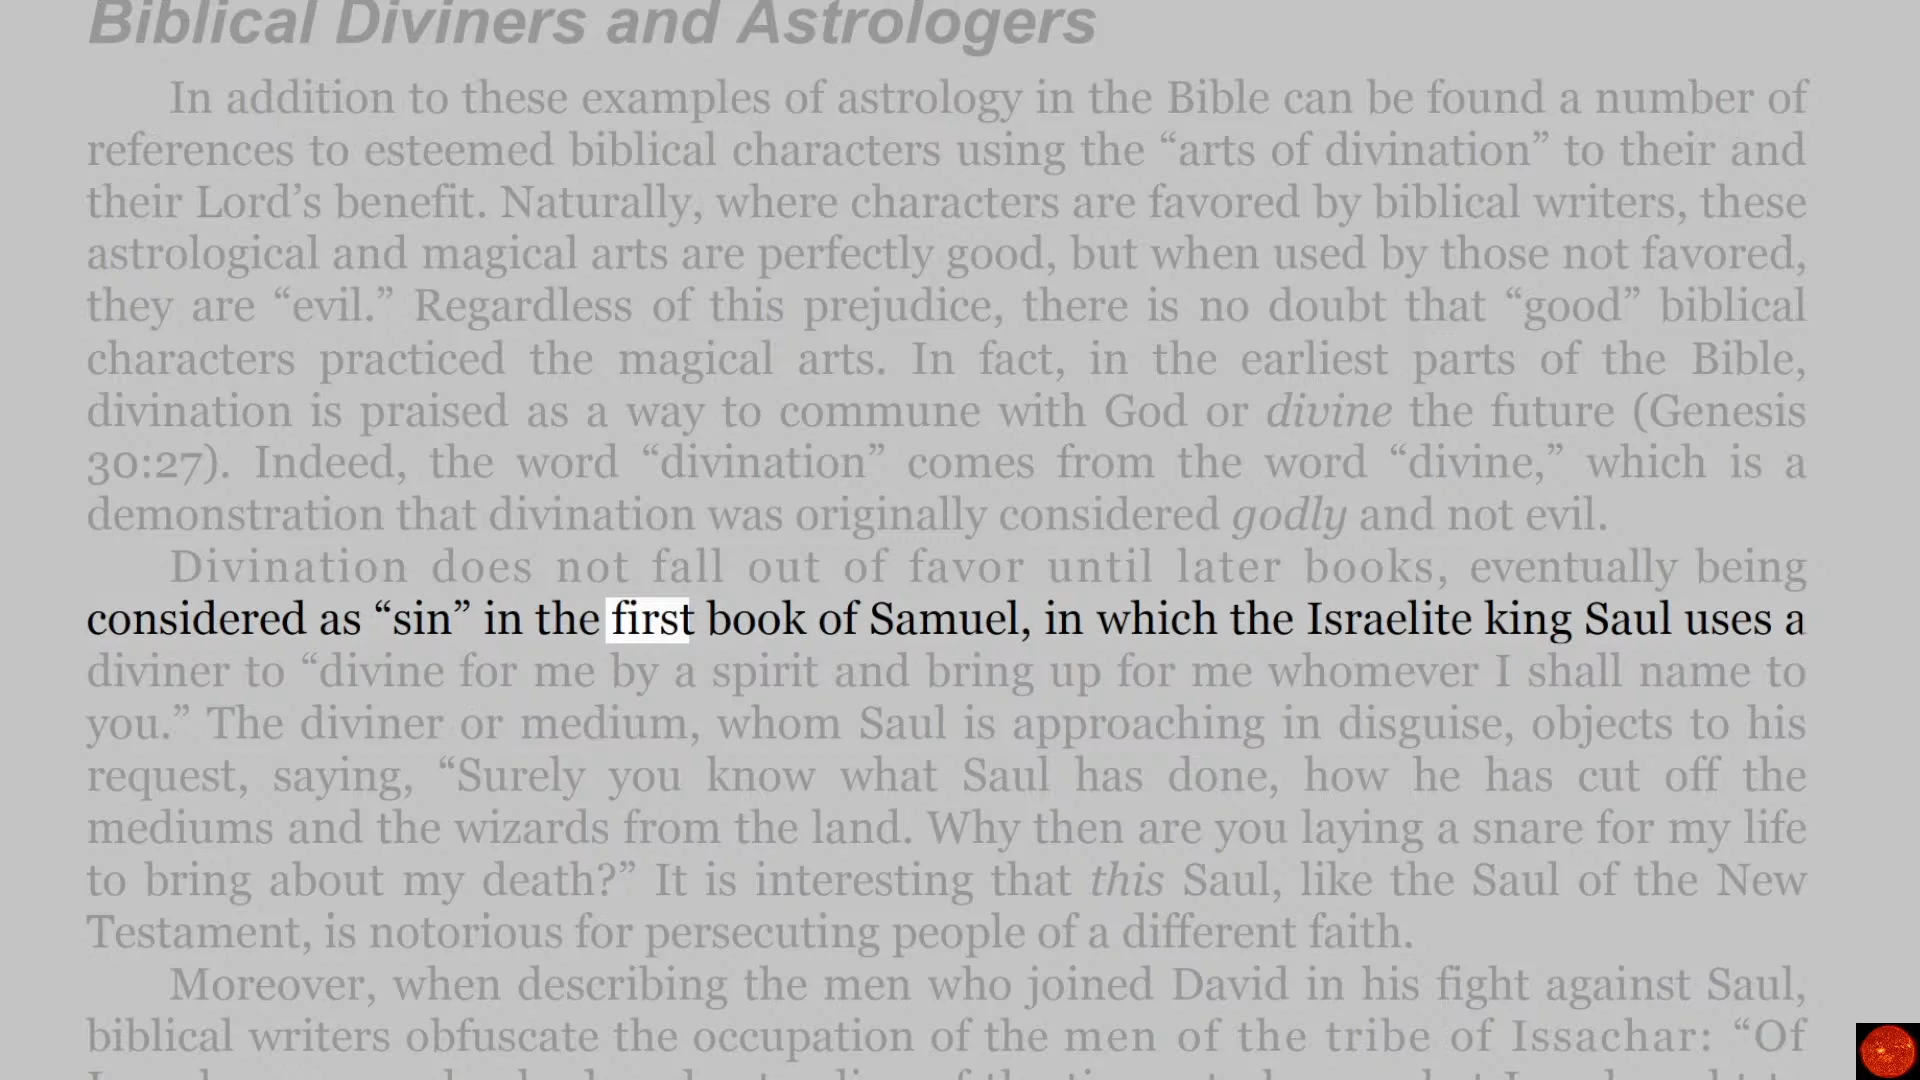 Biblical Diviners and Astrologers
In addition to these examples of astrology in the Bible can be found a number of
references to esteemed biblical characters using the “arts of divination” to their and
their Lord’s benefit. Naturally, where characters are favored by biblical writers, these
astrological and magical arts are perfectly good, but when used by those not favored,
they are “evil.” Regardless of this prejudice, there is no doubt that “good” biblical
characters practiced the magical arts. In fact, in the earliest parts of the Bible,
divination is praised as a way to commune with God or divine the future (Genesis
30:27). Indeed, the word “divination” comes from the word “divine,” which is a
demonstration that divination was originally considered godly and not evil.
Divination does not fall out of favor until later books, eventually being
considered as “sin” in the first book of Samuel, in which the Israelite king Saul uses a
diviner to “divine for me by a spirit and bring up for me whomever I shall name to
you.” The diviner or medium, whom Saul is approaching in disguise, objects to his
request, saying, “Surely you know what Saul has done, how he has cut off the
mediums and the wizards from the land. Why then are you laying a snare for my life
to bring about my death?” It is interesting that this Saul, like the Saul of the New
Testament, is notorious for persecuting people of a different faith.
Moreover, when describing the men who joined David in his fight against Saul,
biblical writers obfuscate the occupation of the men of the tribe of Issachar: “Of